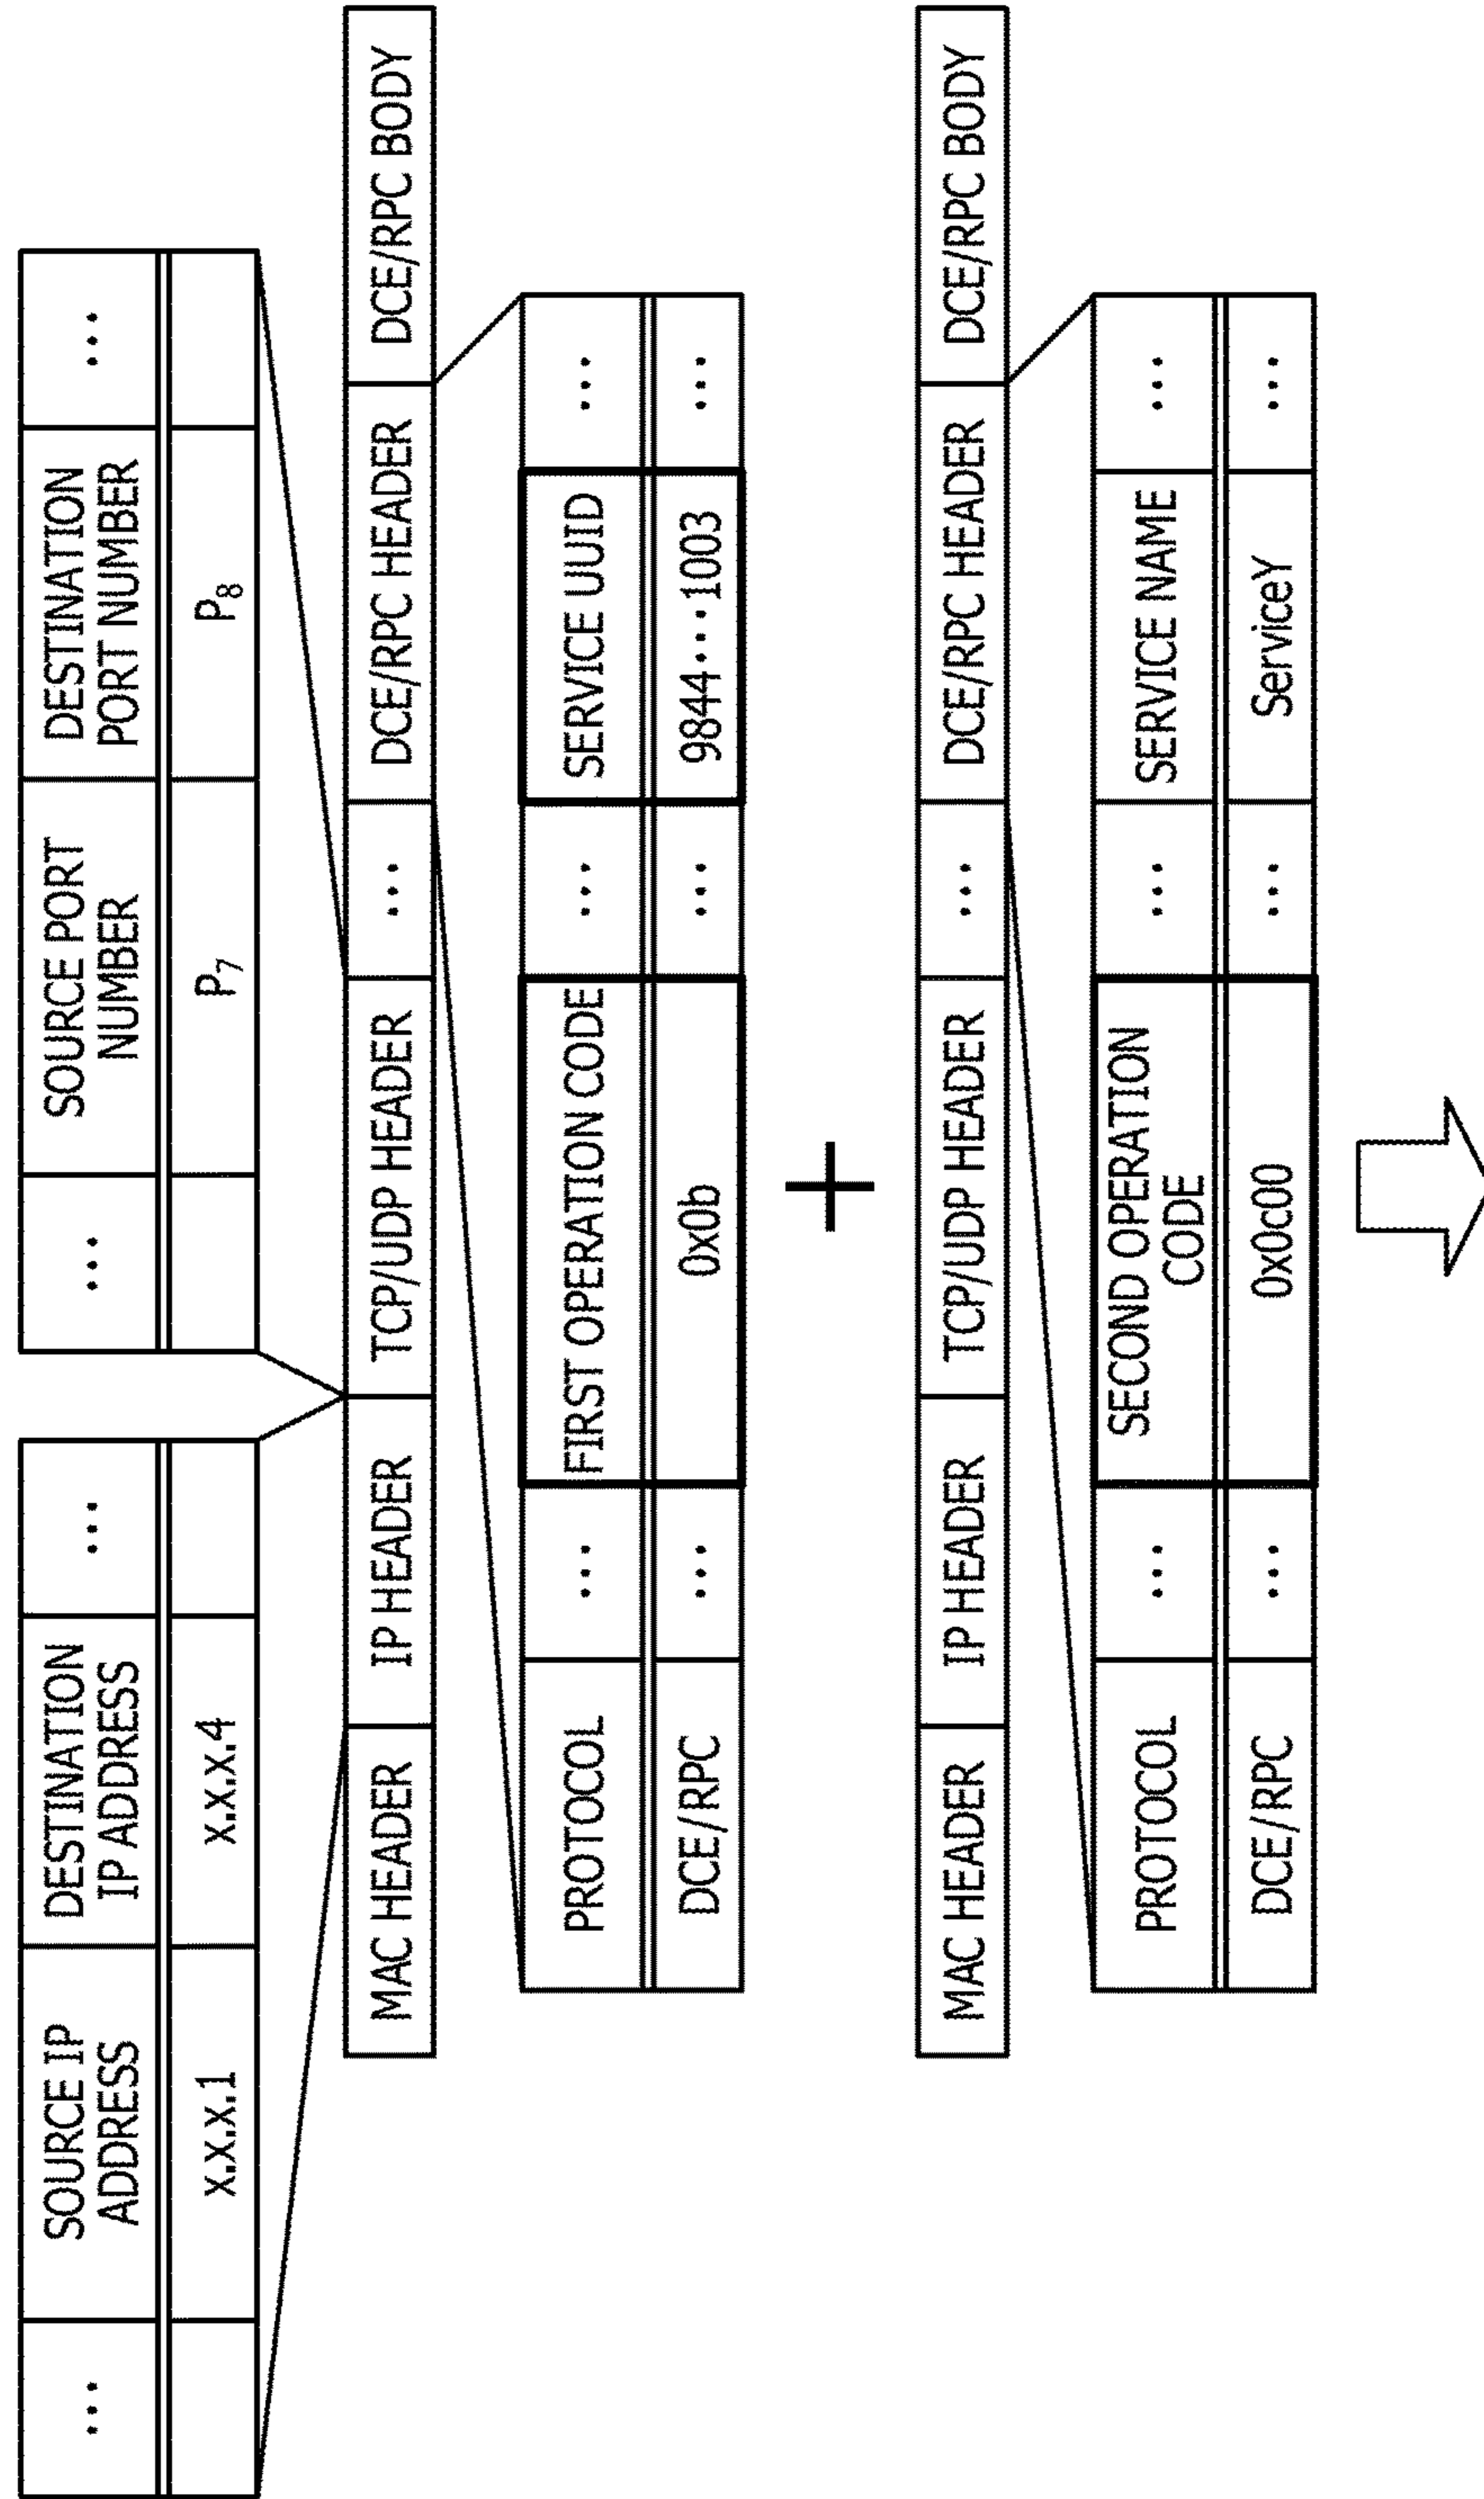 ... SOURCE IP ADDRESS DESTINATION IP ADDRESS ...
x.x.x.1 x.x.x.4
... SOURCE PORT NUMBER DESTINATION PORT NUMBER ...
P7 P8
MAC HEADER IP HEADER TCP/UDP HEADER ... DCE/RPC HEADER DCE/RPC BODY
PROTOCOL ... FIRST OPERATION CODE ... SERVICE UUID ...
DCE/RPC ... 0x0b ... 9844...1003 ...
+
MAC HEADER IP HEADER TCP/UDP HEADER ... DCE/RPC HEADER DCE/RPC BODY
PROTOCOL ... SECOND OPERATION CODE ... SERVICE NAME ...
DCE/RPC ... 0x0c00 ... ServiceY ...